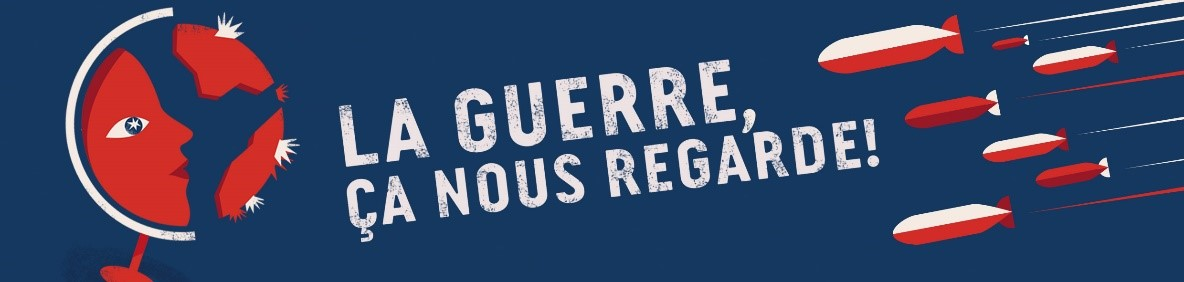 LA GUERRE,
ÇA NOUS REGARDE!